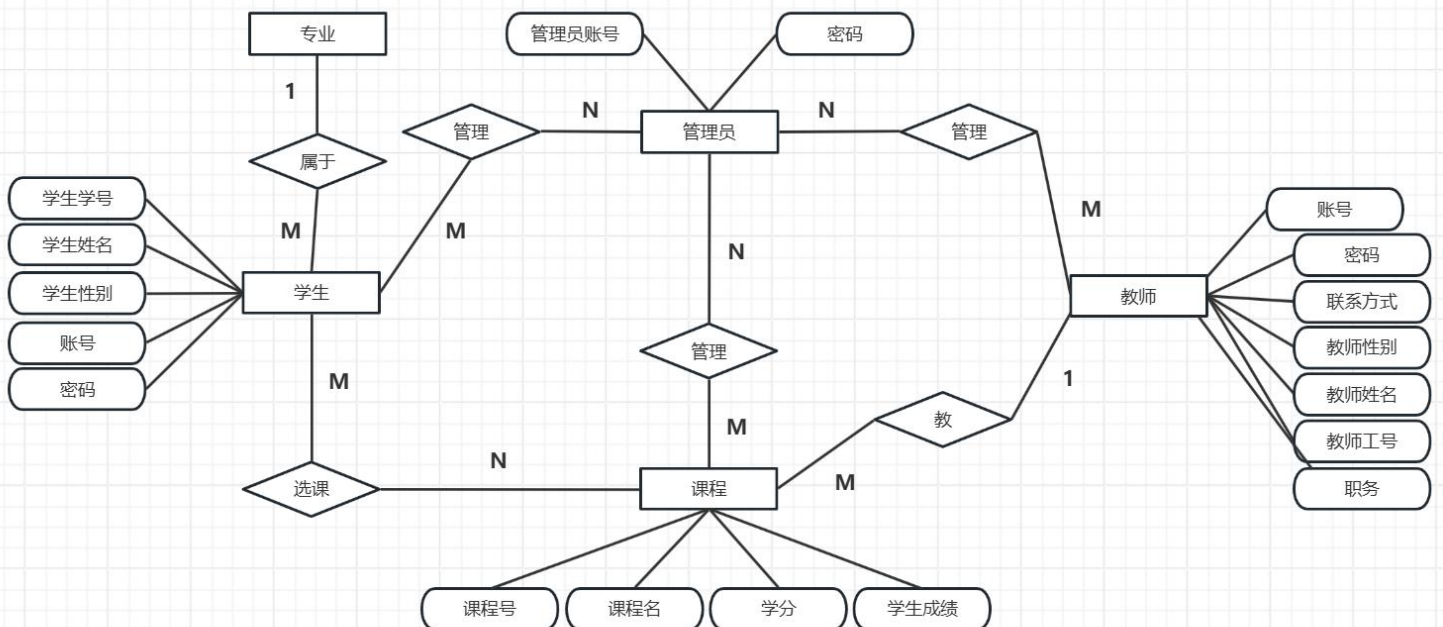 专业
管理员账号
密码
1
管理
N
管理员
N
管理
属于
学生学号
M
M
M
账号
学生姓名
N
密码
学生性别
学生
教师
联系方式
账号
管理
教师性别
密码
M
1
教师姓名
M
教
教师工号
N
M
选课
课程
职务
课程号
课程名
学分
学生成绩